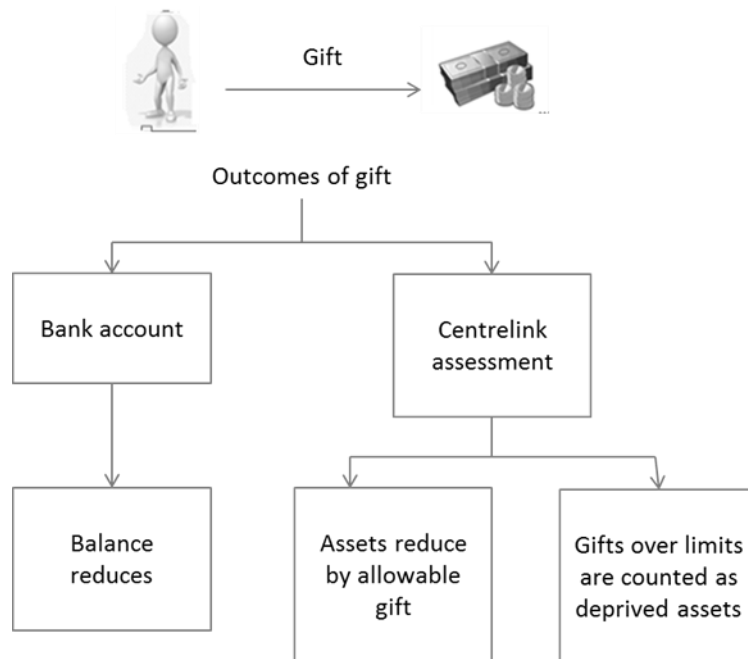 Gift
Outcomes of gift
Bank account
Centrelink
assessment
Balance
reduces
Assets reduce
by allowable
gift
Gifts over limits
are counted as
deprived assets